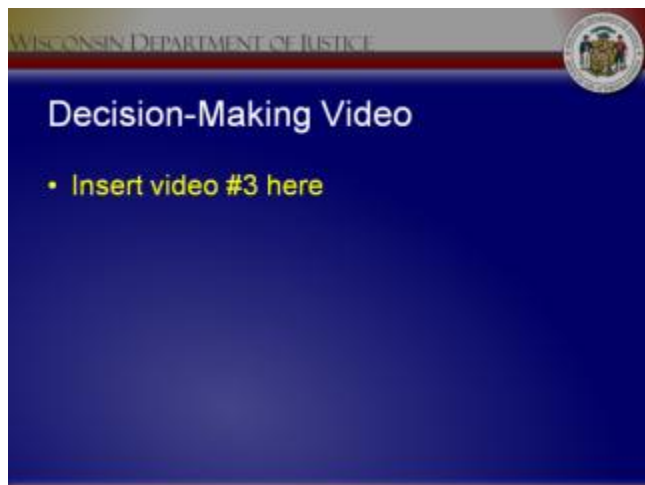 WISCONSIN DEPARTMENT OF JUSTICE
Decision-Making Video
• Insert video #3 here